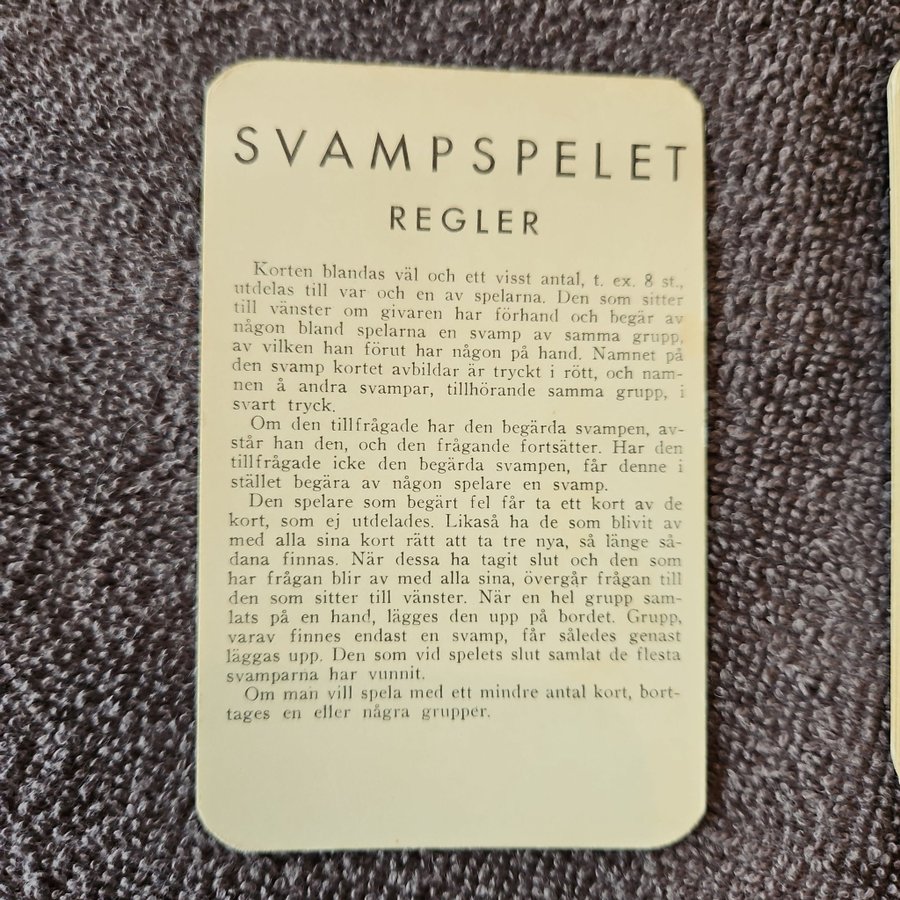 SVAMPSPELET
REGLER
Korten blandas väl och ett visst antal, t. ex. 8 st.,
utdelas till var och en av spelarna. Den som sitter
till vänster om givaren har förhand och begär av
någon bland spelarna en svamp av samma grupp,
av vilken han förut har någon på hand. Namnet på
den svamp kortet avbildar är tryckt i rött, och nam-
nen å andra svampar, tillhörande samma grupp, i
svart tryck.
Om den tillfrågade har den begärda svampen, av-
står han den, och den frågande fortsätter. Har den
tillfrågade icke den begärda svampen, får denne i
stället begära av någon spelare en svamp.
Den spelare som begärt fel får ta ett kort av de
kort, som ej utdelades. Likaså ha de som blivit av
med alla sina kort rätt att ta tre nya, så länge så-
dana finnas. När dessa ha tagit slut och den som
har frågan blir av med alla sina, övergår frågan till
den som sitter till vänster. När en hel grupp sam-
lats på en hand, lägges den upp på bordet. Grupp,
varav finnes endast en svamp, får således genast
läggas upp. Den som vid spelets slut samlat de flesta
svamparna har vunnit.
Om man vill spela med ett mindre antal kort, bort-
tages en eller några grupper.